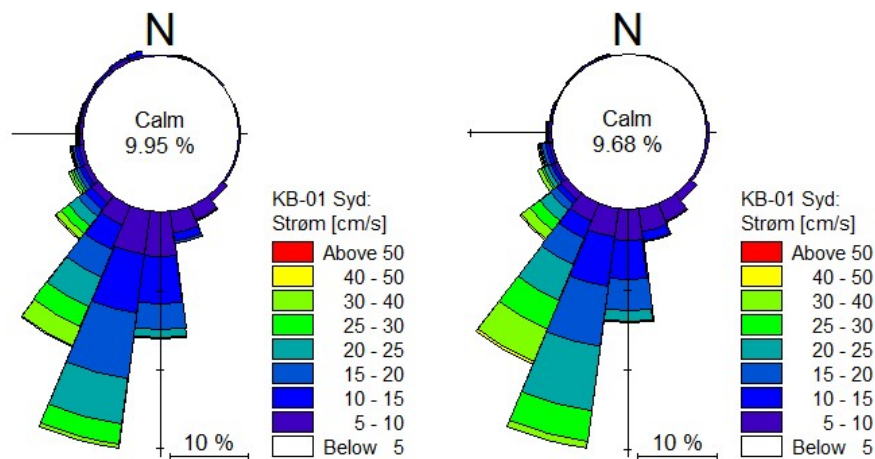 N
Calm
9.95 %
KB-01 Syd:
Strøm [cm/s]
Above 50
40 - 50
30 - 40
25 - 30
20 - 25
15 - 20
10 - 15
5 - 10
Below 5
10 %
N
Calm
9.68 %
KB-01 Syd:
Strøm [cm/s]
Above 50
40 - 50
30 - 40
25 - 30
20 - 25
15 - 20
10 - 15
5 - 10
Below 5
10 %